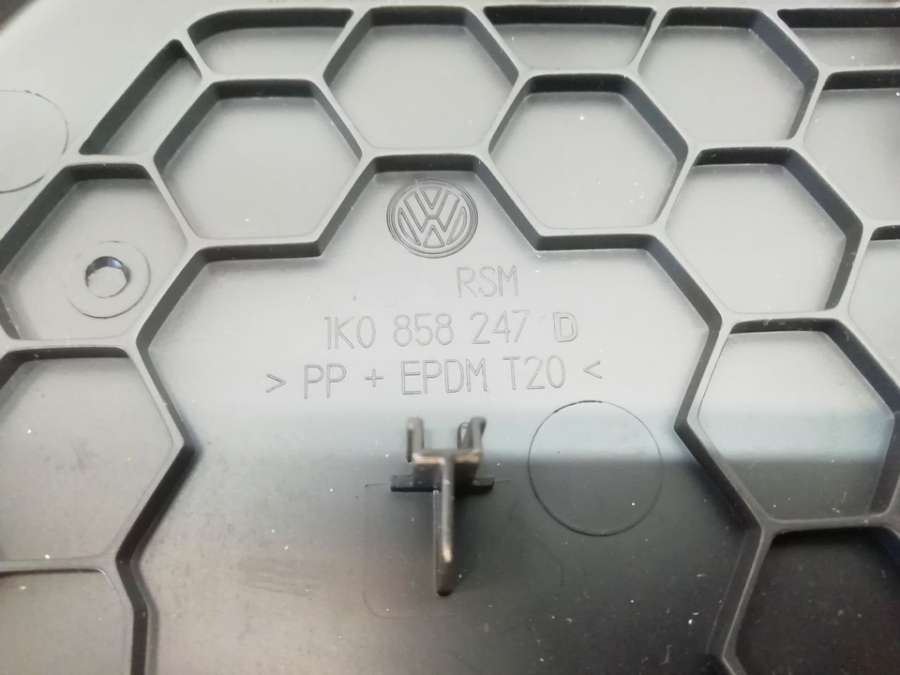 RSM
1K0 858 247 D
> PP + EPDM T20 <